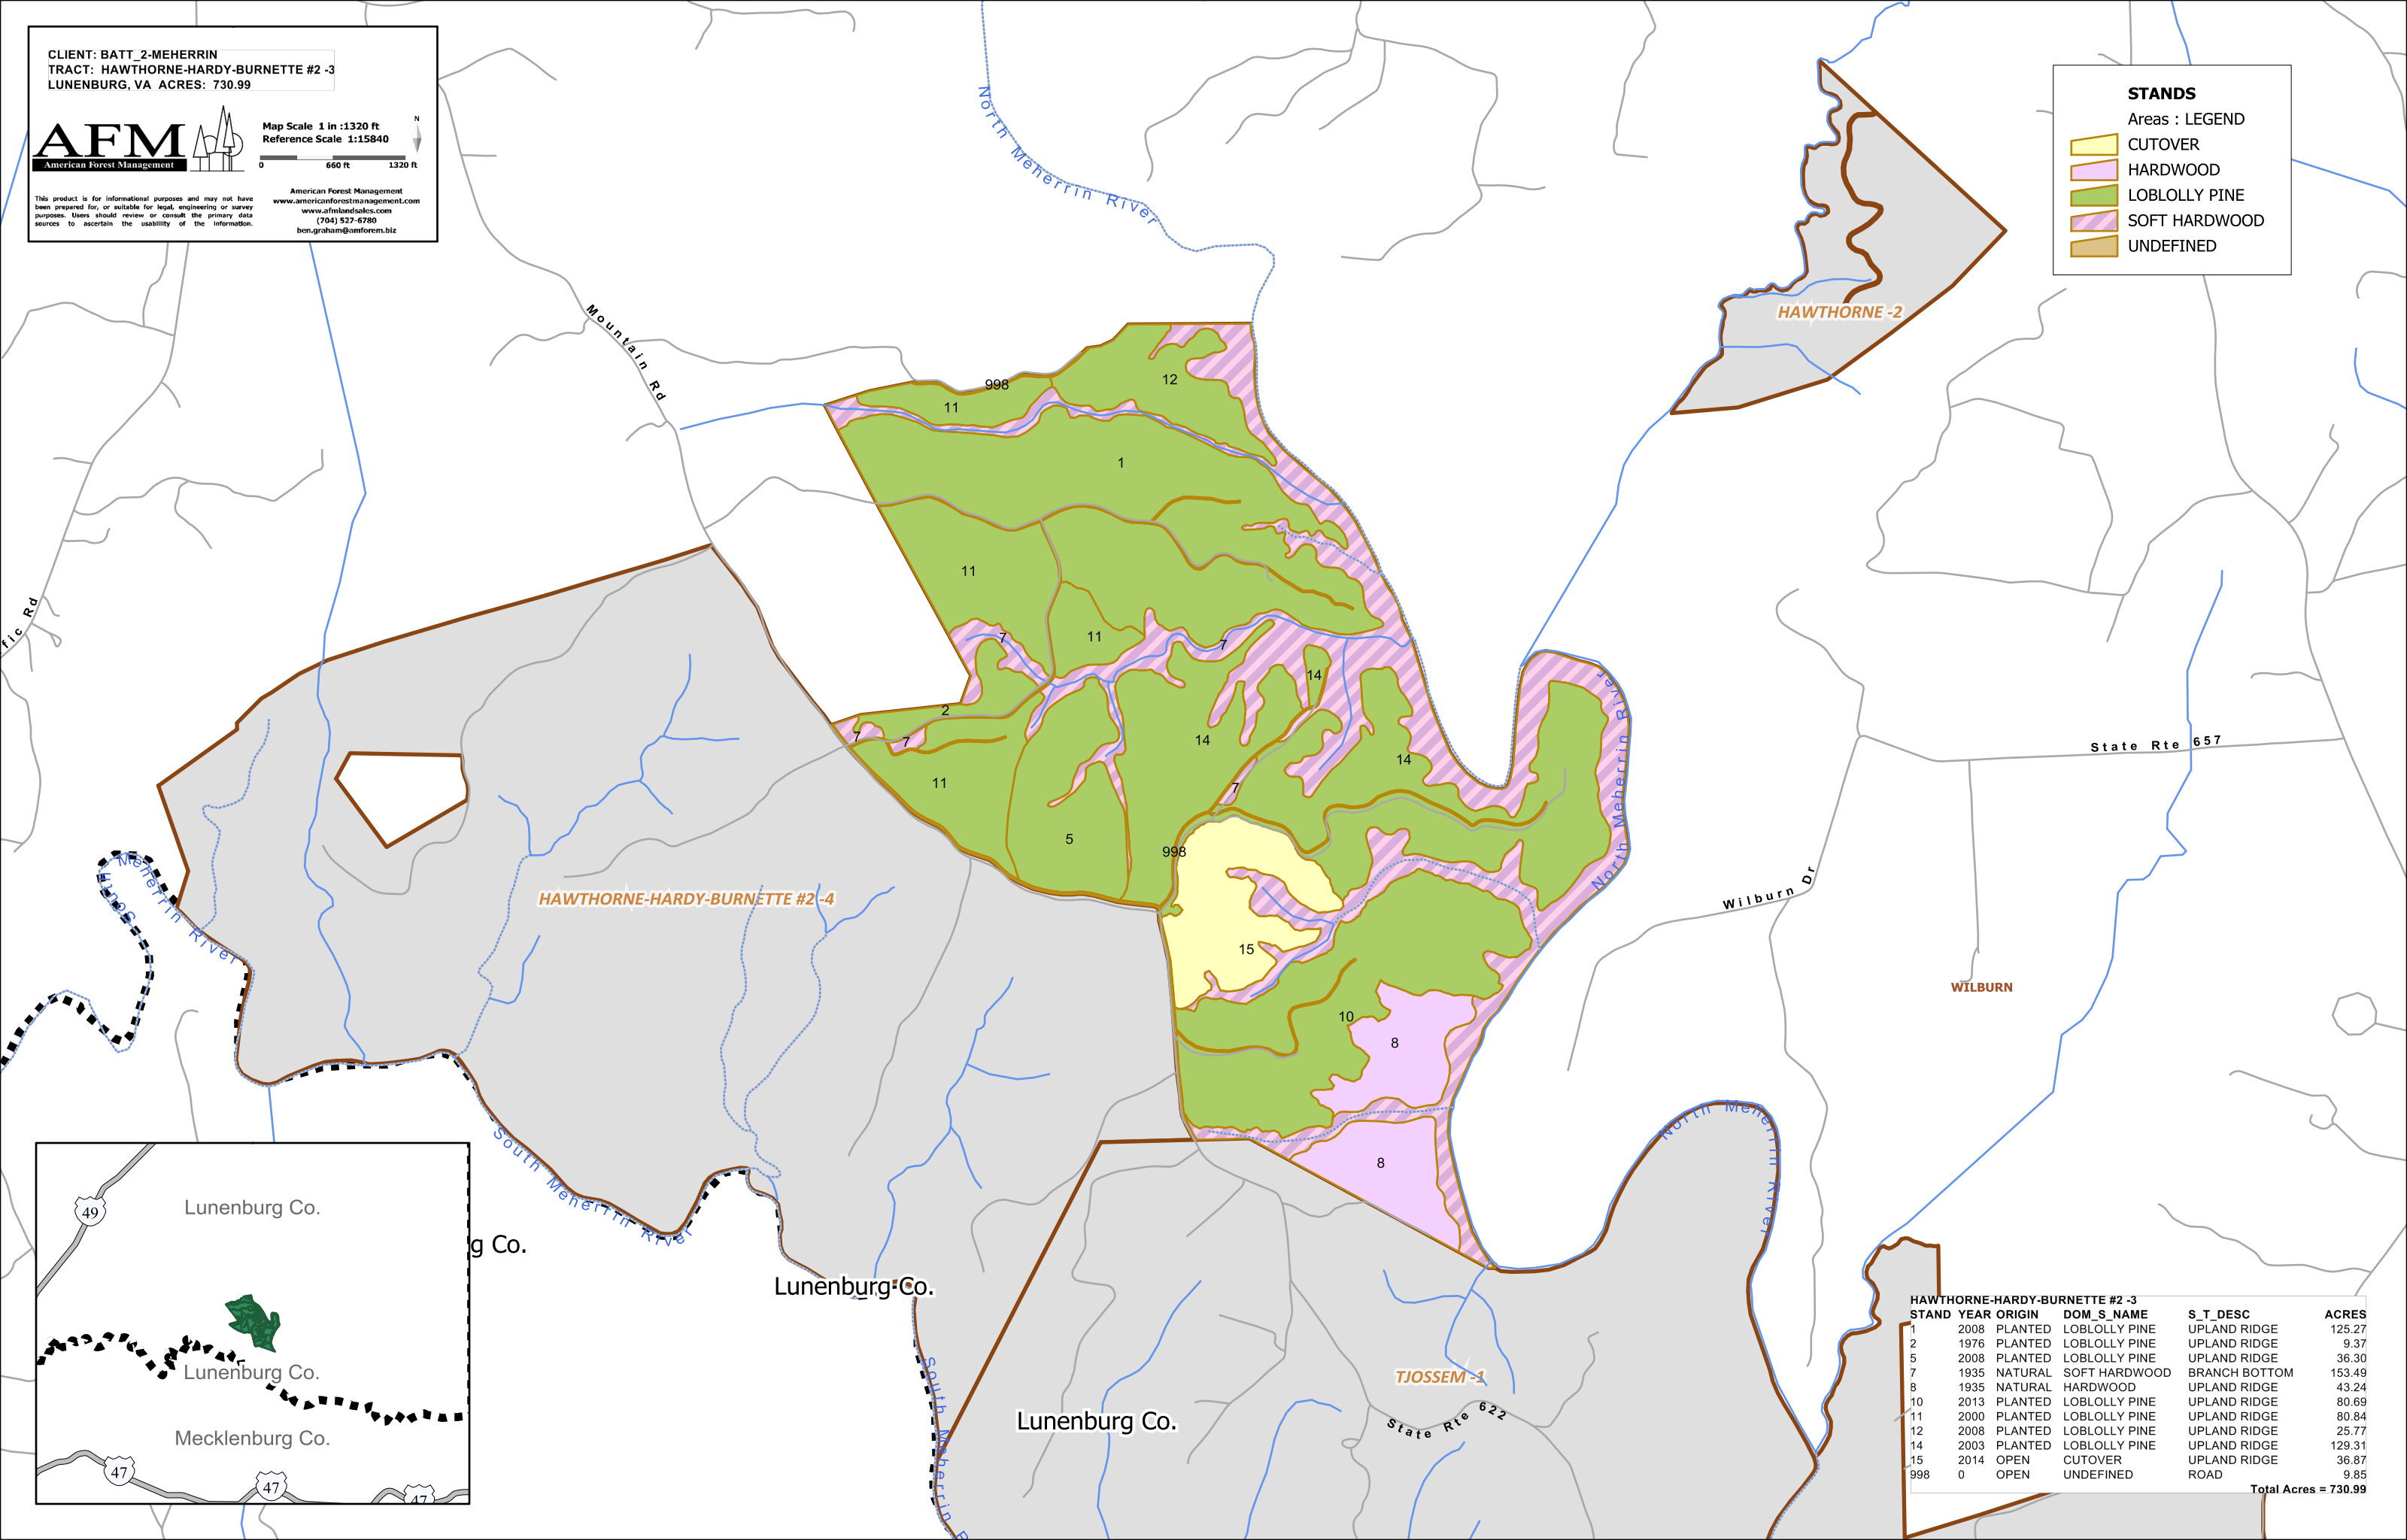 CLIENT: BATT_2-MEHERRIN
TRACT: HAWTHORNE-HARDY-BURNETTE #2 -3
LUNENBURG, VA ACRES: 730.99
AFM
American Forest Management
Map Scale 1 in :1320 ft
Reference Scale 1:15840
N
0 660 ft 1320 ft
This product is for informational purposes and may not have
been prepared for, or suitable for legal, engineering or survey
purposes. Users should review or consult the primary data
sources to ascertain the usability of the information.
American Forest Management
www.americanforestmanagement.com
www.afmlandsales.com
(704) 527-6780
ben.graham@amforem.biz
STANDS
Areas : LEGEND
CUTOVER
HARDWOOD
LOBLOLLY PINE
SOFT HARDWOOD
UNDEFINED
North Meherrin River
HAWTHORNE -2
Mountain Rd
998
12
11
1
11
11
7
7
14
2
7
7
14
14
11
7
5
998
15
10
8
8
fic Rd
North Meherrin River
North Meherrin River
State Rte 657
Wilburn Dr
WILBURN
South Meherrin River
HAWTHORNE-HARDY-BURNETTE #2 -4
South Meherrin River
North Meherrin River
g Co.
Lunenburg Co.
Lunenburg Co.
TJOSSEM -1
State Rte 622
South Meherrin R
49
Lunenburg Co.
Lunenburg Co.
Mecklenburg Co.
47
47
47
HAWTHORNE-HARDY-BURNETTE #2 -3
STAND YEAR ORIGIN DOM_S_NAME S_T_DESC ACRES
1 2008 PLANTED LOBLOLLY PINE UPLAND RIDGE 125.27
2 1976 PLANTED LOBLOLLY PINE UPLAND RIDGE 9.37
5 2008 PLANTED LOBLOLLY PINE UPLAND RIDGE 36.30
7 1935 NATURAL SOFT HARDWOOD BRANCH BOTTOM 153.49
8 1935 NATURAL HARDWOOD UPLAND RIDGE 43.24
10 2013 PLANTED LOBLOLLY PINE UPLAND RIDGE 80.69
11 2000 PLANTED LOBLOLLY PINE UPLAND RIDGE 80.84
12 2008 PLANTED LOBLOLLY PINE UPLAND RIDGE 25.77
14 2003 PLANTED LOBLOLLY PINE UPLAND RIDGE 129.31
15 2014 OPEN CUTOVER UPLAND RIDGE 36.87
998 0 OPEN UNDEFINED ROAD 9.85
Total Acres = 730.99